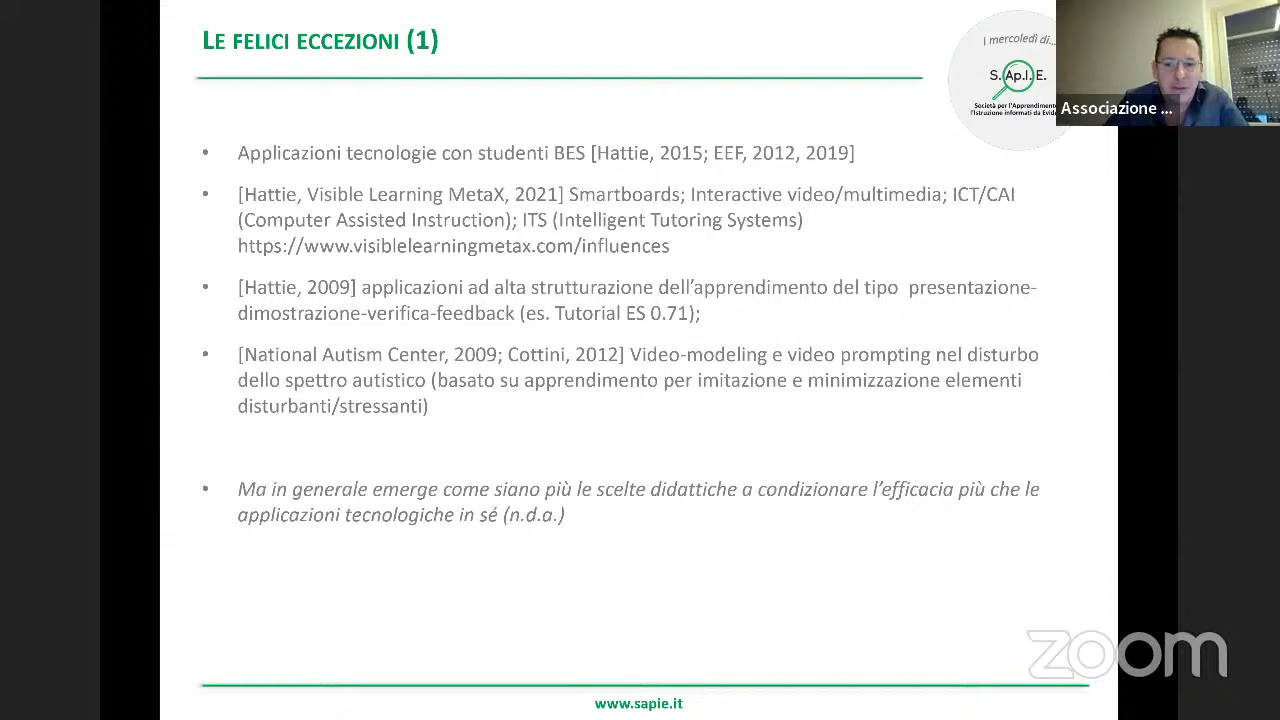 LE FELICI ECCEZIONI (1)
I mercoledì di...
S.Ap.I.E.
Società per l'Apprendimento
l'Istruzione informati da
Associazione ...
• Applicazioni tecnologie con studenti BES [Hattie, 2015; EEF, 2012, 2019]
• [Hattie, Visible Learning MetaX, 2021] Smartboards; Interactive video/multimedia; ICT/CAI
(Computer Assisted Instruction); ITS (Intelligent Tutoring Systems)
https://www.visiblelearningmetax.com/influences
• [Hattie, 2009] applicazioni ad alta strutturazione dell’apprendimento del tipo presentazione-
dimostrazione-verifica-feedback (es. Tutorial ES 0.71);
• [National Autism Center, 2009; Cottini, 2012] Video-modeling e video prompting nel disturbo
dello spettro autistico (basato su apprendimento per imitazione e minimizzazione elementi
disturbanti/stressanti)
• Ma in generale emerge come siano più le scelte didattiche a condizionare l’efficacia più che le
applicazioni tecnologiche in sé (n.d.a.)
zoom
www.sapie.it